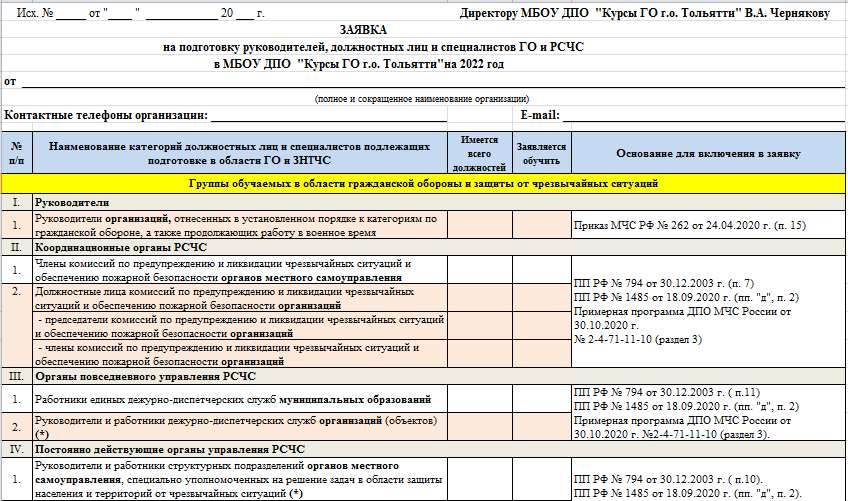 Исх. № _____ от "____ " ____________ 20 ___ г.
Директору МБОУ ДПО "Курсы ГО г.о. Тольятти" В.А. Чернякову
ЗАЯВКА
на подготовку руководителей, должностных лиц и специалистов ГО и РСЧС
в МБОУ ДПО "Курсы ГО г.о. Тольятти"на 2022 год
от
(полное и сокращенное наименование организации)
Контактные телефоны организации:
E-mail:
№
п/п
Наименование категорий должностных лиц и специалистов подлежащих
подготовке в области ГО и ЗНТЧС
Имеется
всего
должностей
Заявляется
обучить
Основание для включения в заявку
Группы обучаемых в области гражданской обороны и защиты от чрезвычайных ситуаций
I. Руководители
1.
Руководители организаций, отнесенных в установленном порядке к категориям по
гражданской обороне, а также продолжающих работу в военное время
Приказ МЧС РФ № 262 от 24.04.2020 г. (п. 15)
II. Координационные органы РСЧС
1.
Члены комиссий по предупреждению и ликвидации чрезвычайных ситуаций и
обеспечению пожарной безопасности органов местного самоуправления
2.
Должностные лица комиссий по предупреждению и ликвидации чрезвычайных
ситуаций и обеспечению пожарной безопасности организаций
- председатели комиссий по предупреждению и ликвидации чрезвычайных ситуаций
и обеспечению пожарной безопасности организаций
- члены комиссий по предупреждению и ликвидации чрезвычайных ситуаций и
обеспечению пожарной безопасности организаций
ПП РФ № 794 от 30.12.2003 г. (п. 7)
ПП РФ № 1485 от 18.09.2020 г. (пп. "д", п. 2)
Примерная программа ДПО МЧС России от
30.10.2020 г.
№ 2-4-71-11-10 (раздел 3)
III. Органы повседневного управления РСЧС
1.
Работники единых дежурно-диспетчерских служб муниципальных образований
2.
Руководители и работники дежурно-диспетчерских служб организаций (объектов)
(*)
ПП РФ № 794 от 30.12.2003 г. ( п.11)
ПП РФ № 1485 от 18.09.2020 г. (пп. "д", п. 2)
Примерная программа ДПО МЧС России от
30.10.2020 г. №2-4-71-11-10 (раздел 3).
IV. Постоянно действующие органы управления РСЧС
1.
Руководители и работники структурных подразделений органов местного
самоуправления, специально уполномоченных на решение задач в области защиты
населения и территорий от чрезвычайных ситуаций (*)
ПП РФ № 794 от 30.12.2003 г. ( п.10).
ПП РФ № 1485 от 18.09.2020 г. (пп. "д", п. 2).